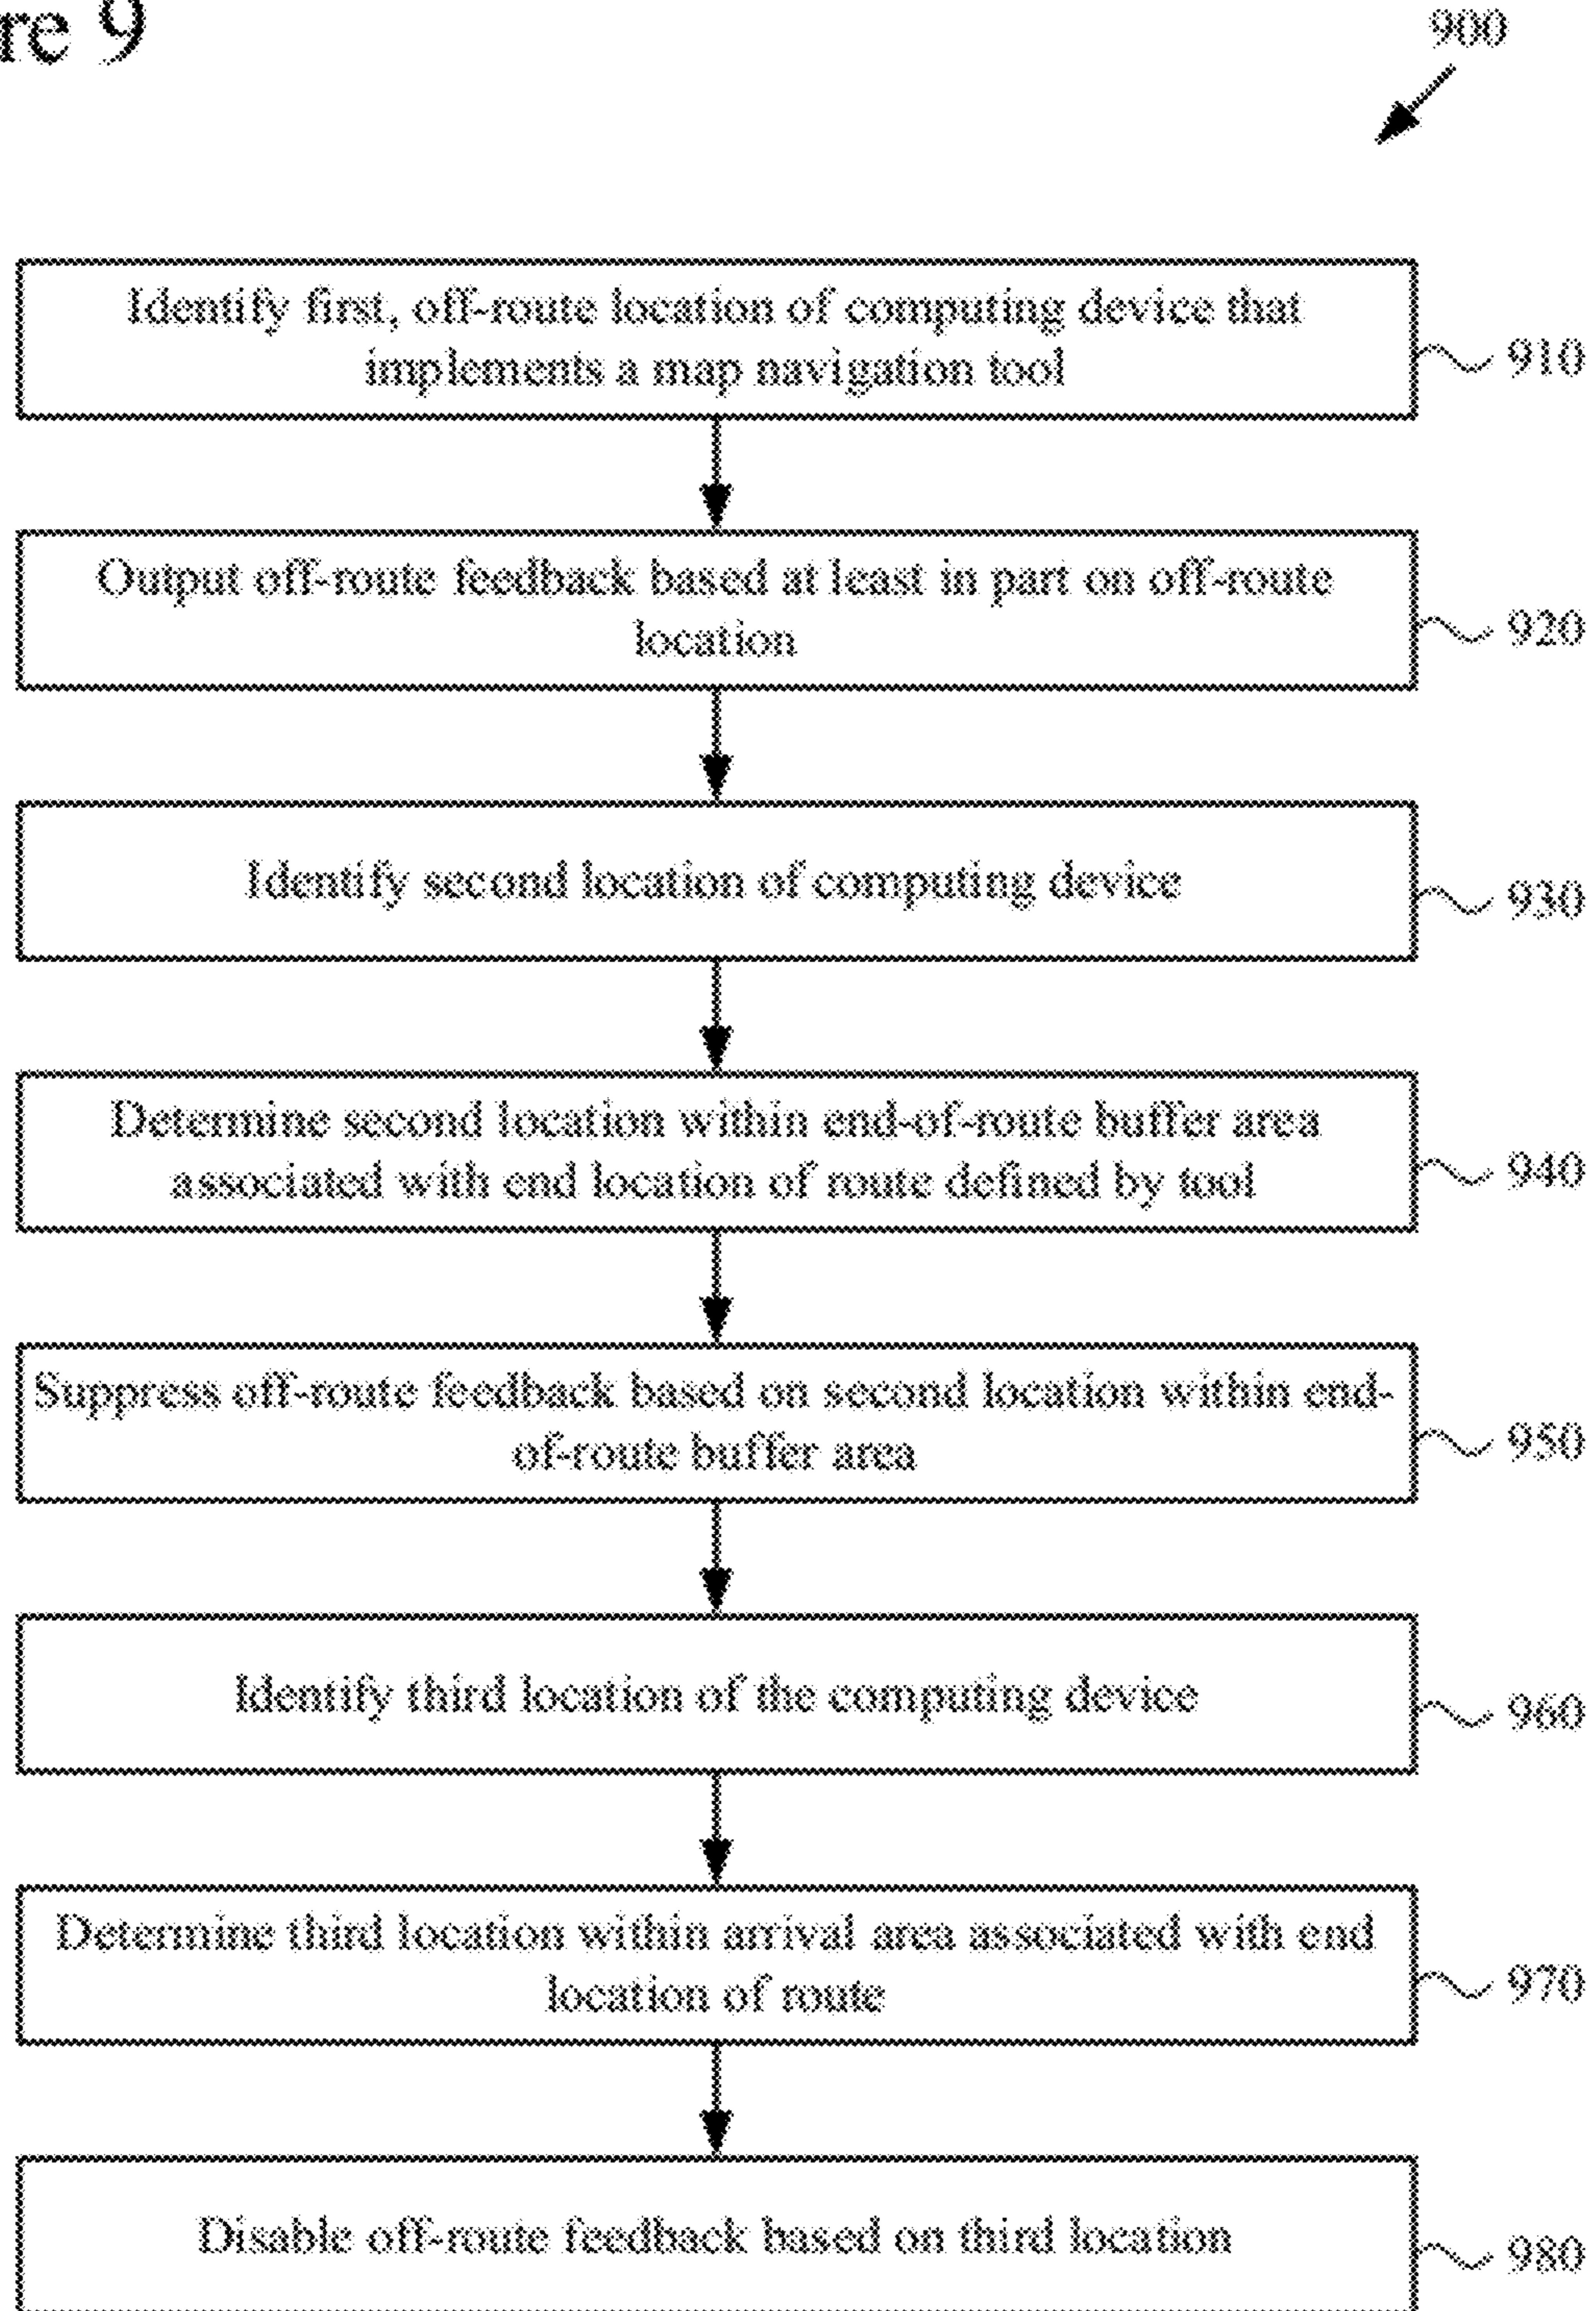 re 9
900
Identify first, off-route location of computing device that
implements a map navigation tool
910
Output off-route feedback based at least in part on off-route
location
920
Identify second location of computing device
930
Determine second location within end-of-route buffer area
associated with end location of route defined by tool
940
Suppress off-route feedback based on second location within end-
of-route buffer area
950
Identify third location of the computing device
960
Determine third location within arrival area associated with end
location of route
970
Disable off-route feedback based on third location
980